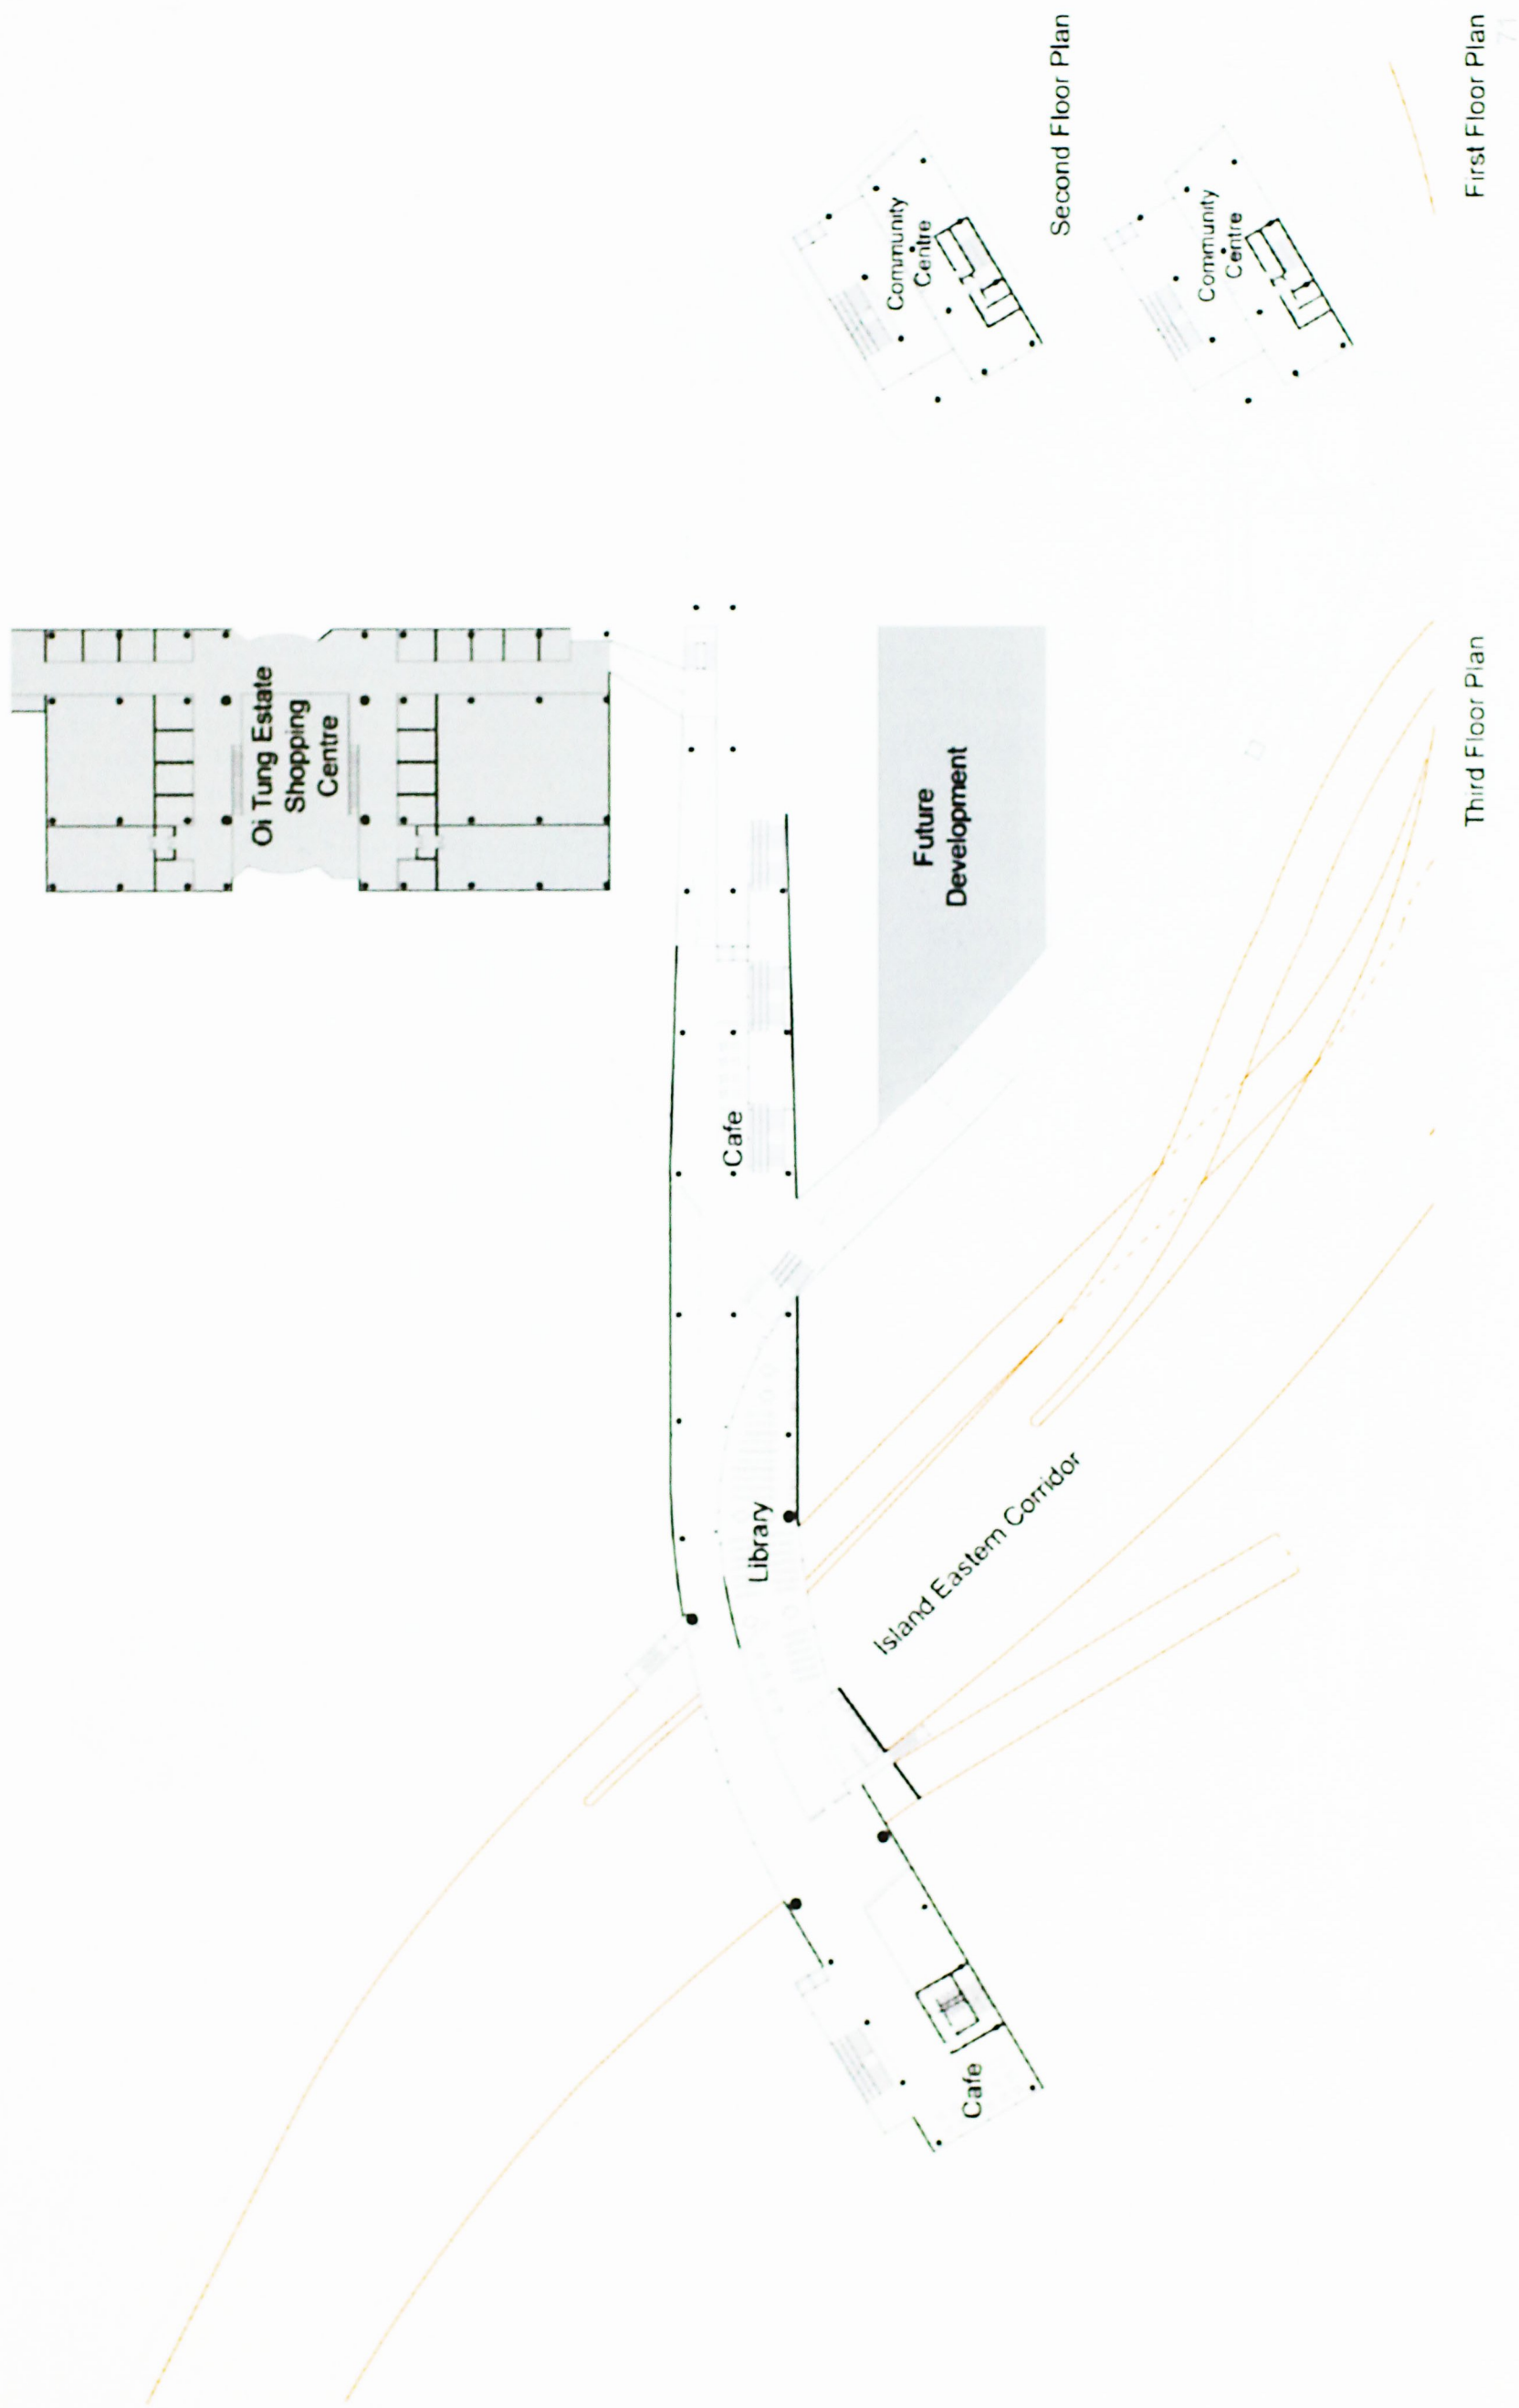 Oi Tung Estate
Shopping
Centre
Cafe
Library
Future
Development
Island Eastern Corridor
Cafe
Community
Centre
Second Floor Plan
Community
Centre
Third Floor Plan
First Floor Plan
71